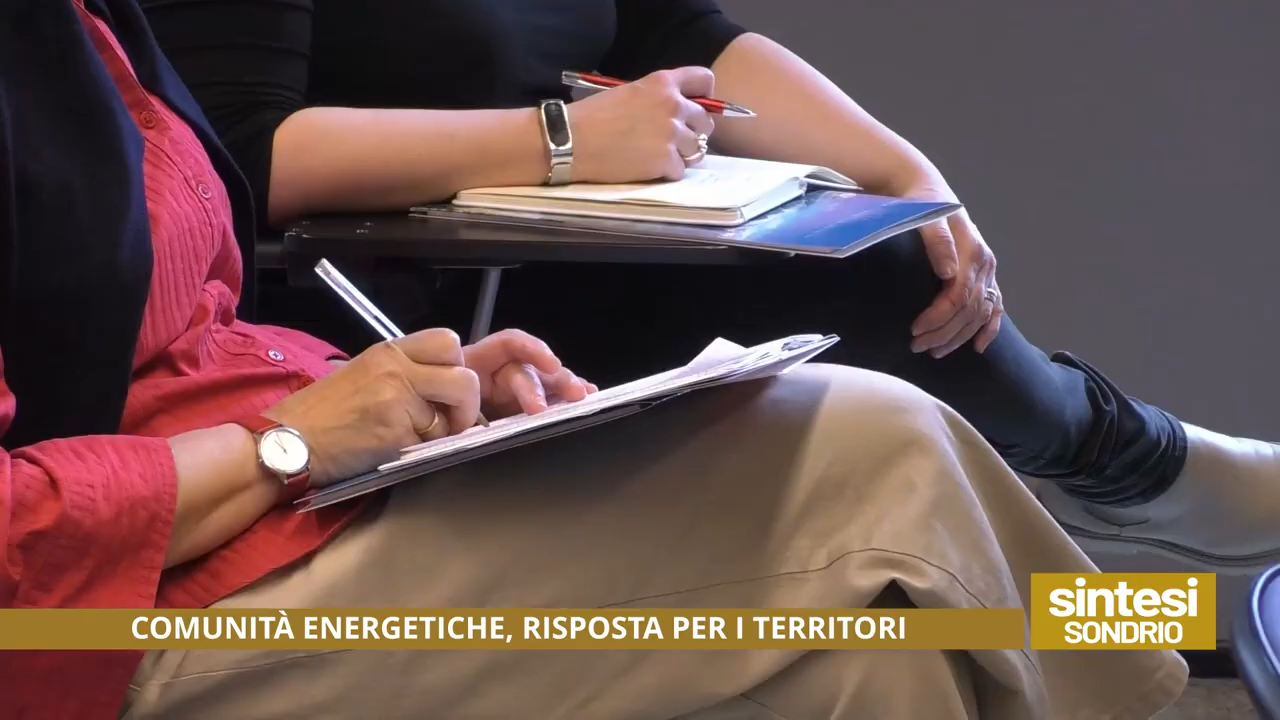 COMUNITÀ ENERGETICHE, RISPOSTA PER I TERRITORI
sintesi
SONDRIO